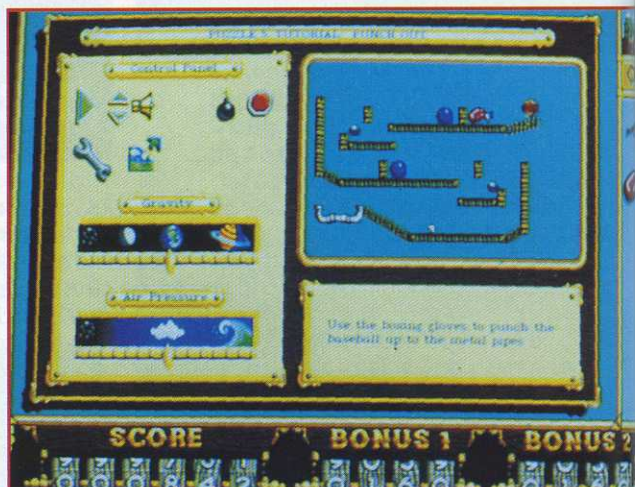 PUZZLE 5 TUTORIAL PUNCH OUT
Control Panel
Gravity
Air Pressure
Use the boxing gloves to punch the
baseball up to the metal pipes
SCORE
BONUS 1
BONUS 2